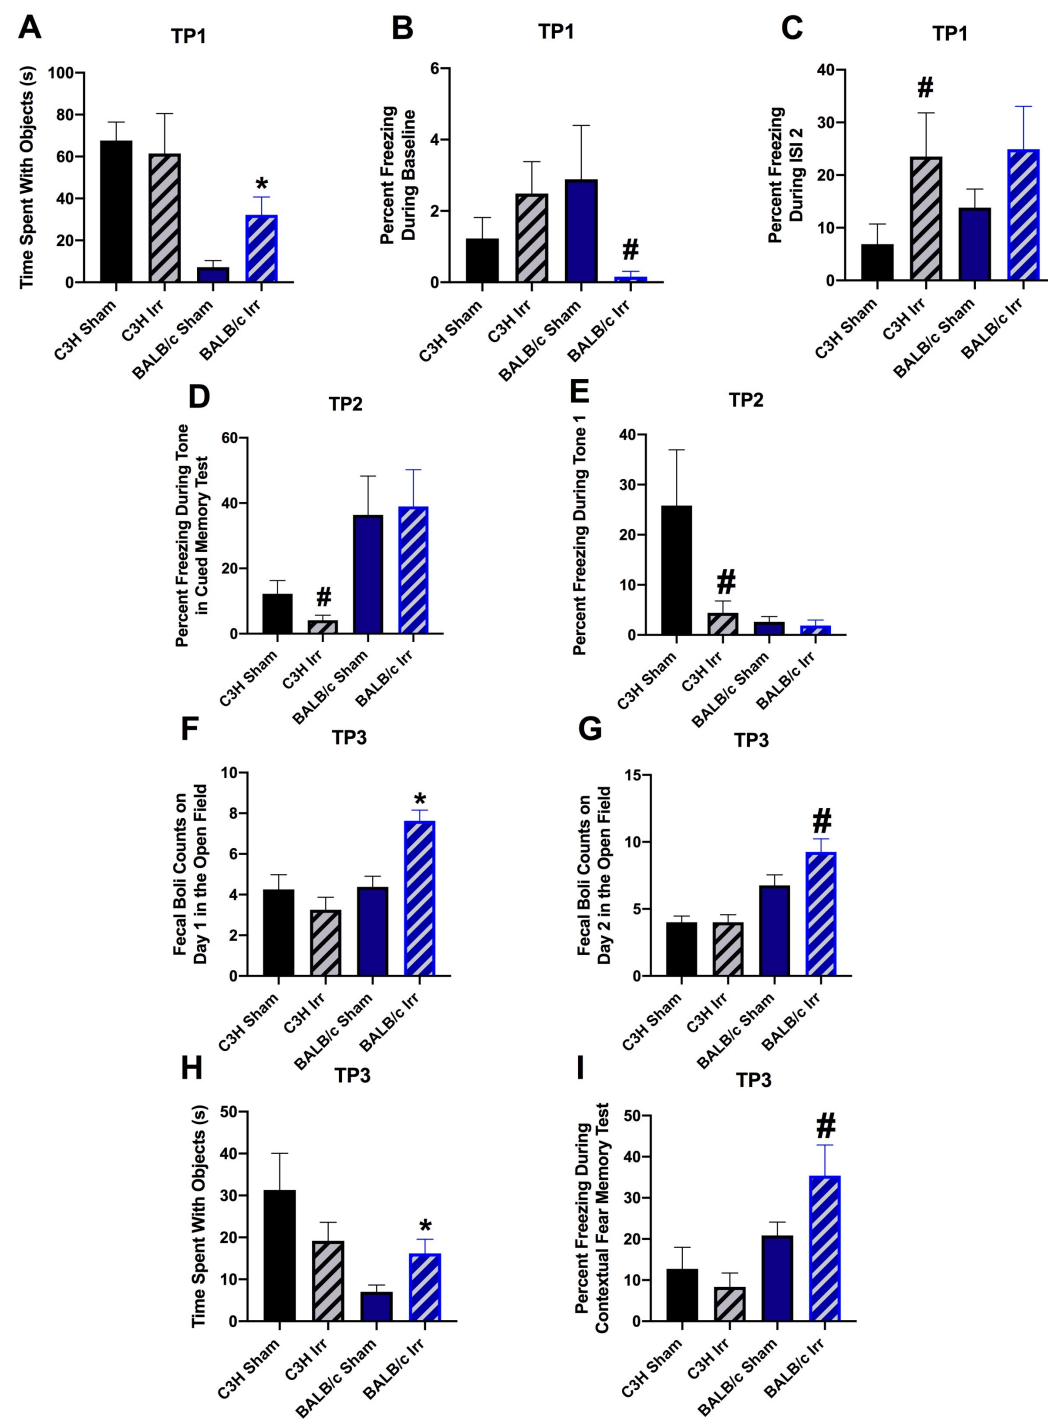 A
TP1
Time Spent With Objects (s)
100
80
60
40
20
0
*
C3H Sham
C3H Irr
BALB/c Sham
BALB/c Irr
B
TP1
Percent Freezing
During Baseline
6
4
2
0
#
C3H Sham
C3H Irr
BALB/c Sham
BALB/c Irr
C
TP1
Percent Freezing
During ISI 2
40
30
20
10
0
#
C3H Sham
C3H Irr
BALB/c Sham
BALB/c Irr
D
TP2
Percent Freezing During Tone
in Cued Memory Test
60
40
20
0
#
C3H Sham
C3H Irr
BALB/c Sham
BALB/c Irr
E
TP2
Percent Freezing During Tone 1
40
30
20
10
0
#
C3H Sham
C3H Irr
BALB/c Sham
BALB/c Irr
F
TP3
Fecal Boli Counts on
Day 1 in the Open Field
10
8
6
4
2
0
*
C3H Sham
C3H Irr
BALB/c Sham
BALB/c Irr
G
TP3
Fecal Boli Counts on
Day 2 in the Open Field
15
10
5
0
#
C3H Sham
C3H Irr
BALB/c Sham
BALB/c Irr
H
TP3
Time Spent With Objects (s)
50
40
30
20
10
0
*
C3H Sham
C3H Irr
BALB/c Sham
BALB/c Irr
I
TP3
Percent Freezing During
Contextual Fear Memory Test
50
40
30
20
10
0
#
C3H Sham
C3H Irr
BALB/c Sham
BALB/c Irr